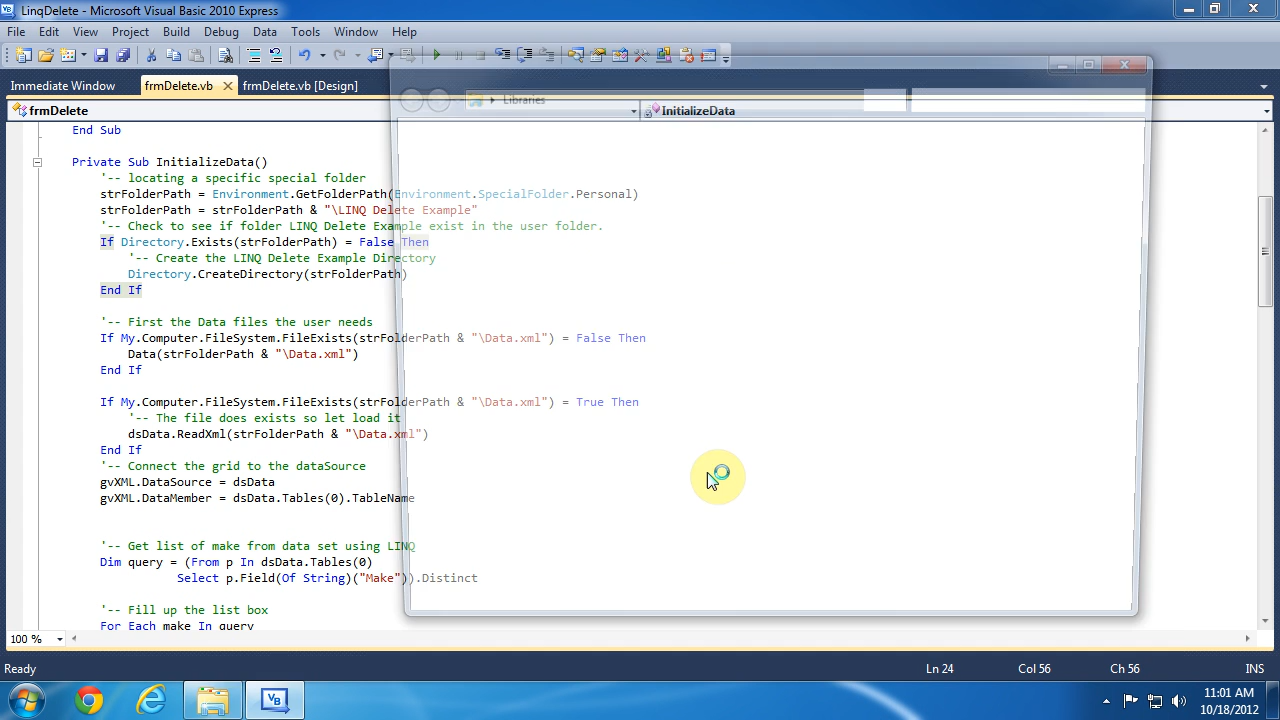 LinqDelete - Microsoft Visual Basic 2010 Express
File Edit View Project Build Debug Data Tools Window Help
Immediate Window frmDelete.vb frmDelete.vb [Design]
Libraries
frmDelete InitializeData
End Sub
Private Sub InitializeData()
'-- locating a specific special folder
strFolderPath = Environment.GetFolderPath(Environment.SpecialFolder.Personal)
strFolderPath = strFolderPath & "\LINQ Delete Example"
'-- Check to see if folder LINQ Delete Example exist in the user folder.
If Directory.Exists(strFolderPath) = False Then
'-- Create the LINQ Delete Example Directory
Directory.CreateDirectory(strFolderPath)
End If
'-- First the Data files the user needs
If My.Computer.FileSystem.FileExists(strFolderPath & "\Data.xml") = False Then
Data(strFolderPath & "\Data.xml")
End If
If My.Computer.FileSystem.FileExists(strFolderPath & "\Data.xml") = True Then
'-- The file does exists so let load it
dsData.ReadXml(strFolderPath & "\Data.xml")
End If
'-- Connect the grid to the dataSource
gvXML.DataSource = dsData
gvXML.DataMember = dsData.Tables(0).TableName
'-- Get list of make from data set using LINQ
Dim query = (From p In dsData.Tables(0)
Select p.Field(Of String)("Make")).Distinct
'-- Fill up the list box
For Each make In query
100 %
Ready Ln 24 Col 56 Ch 56 INS
VB
11:01 AM
10/18/2012